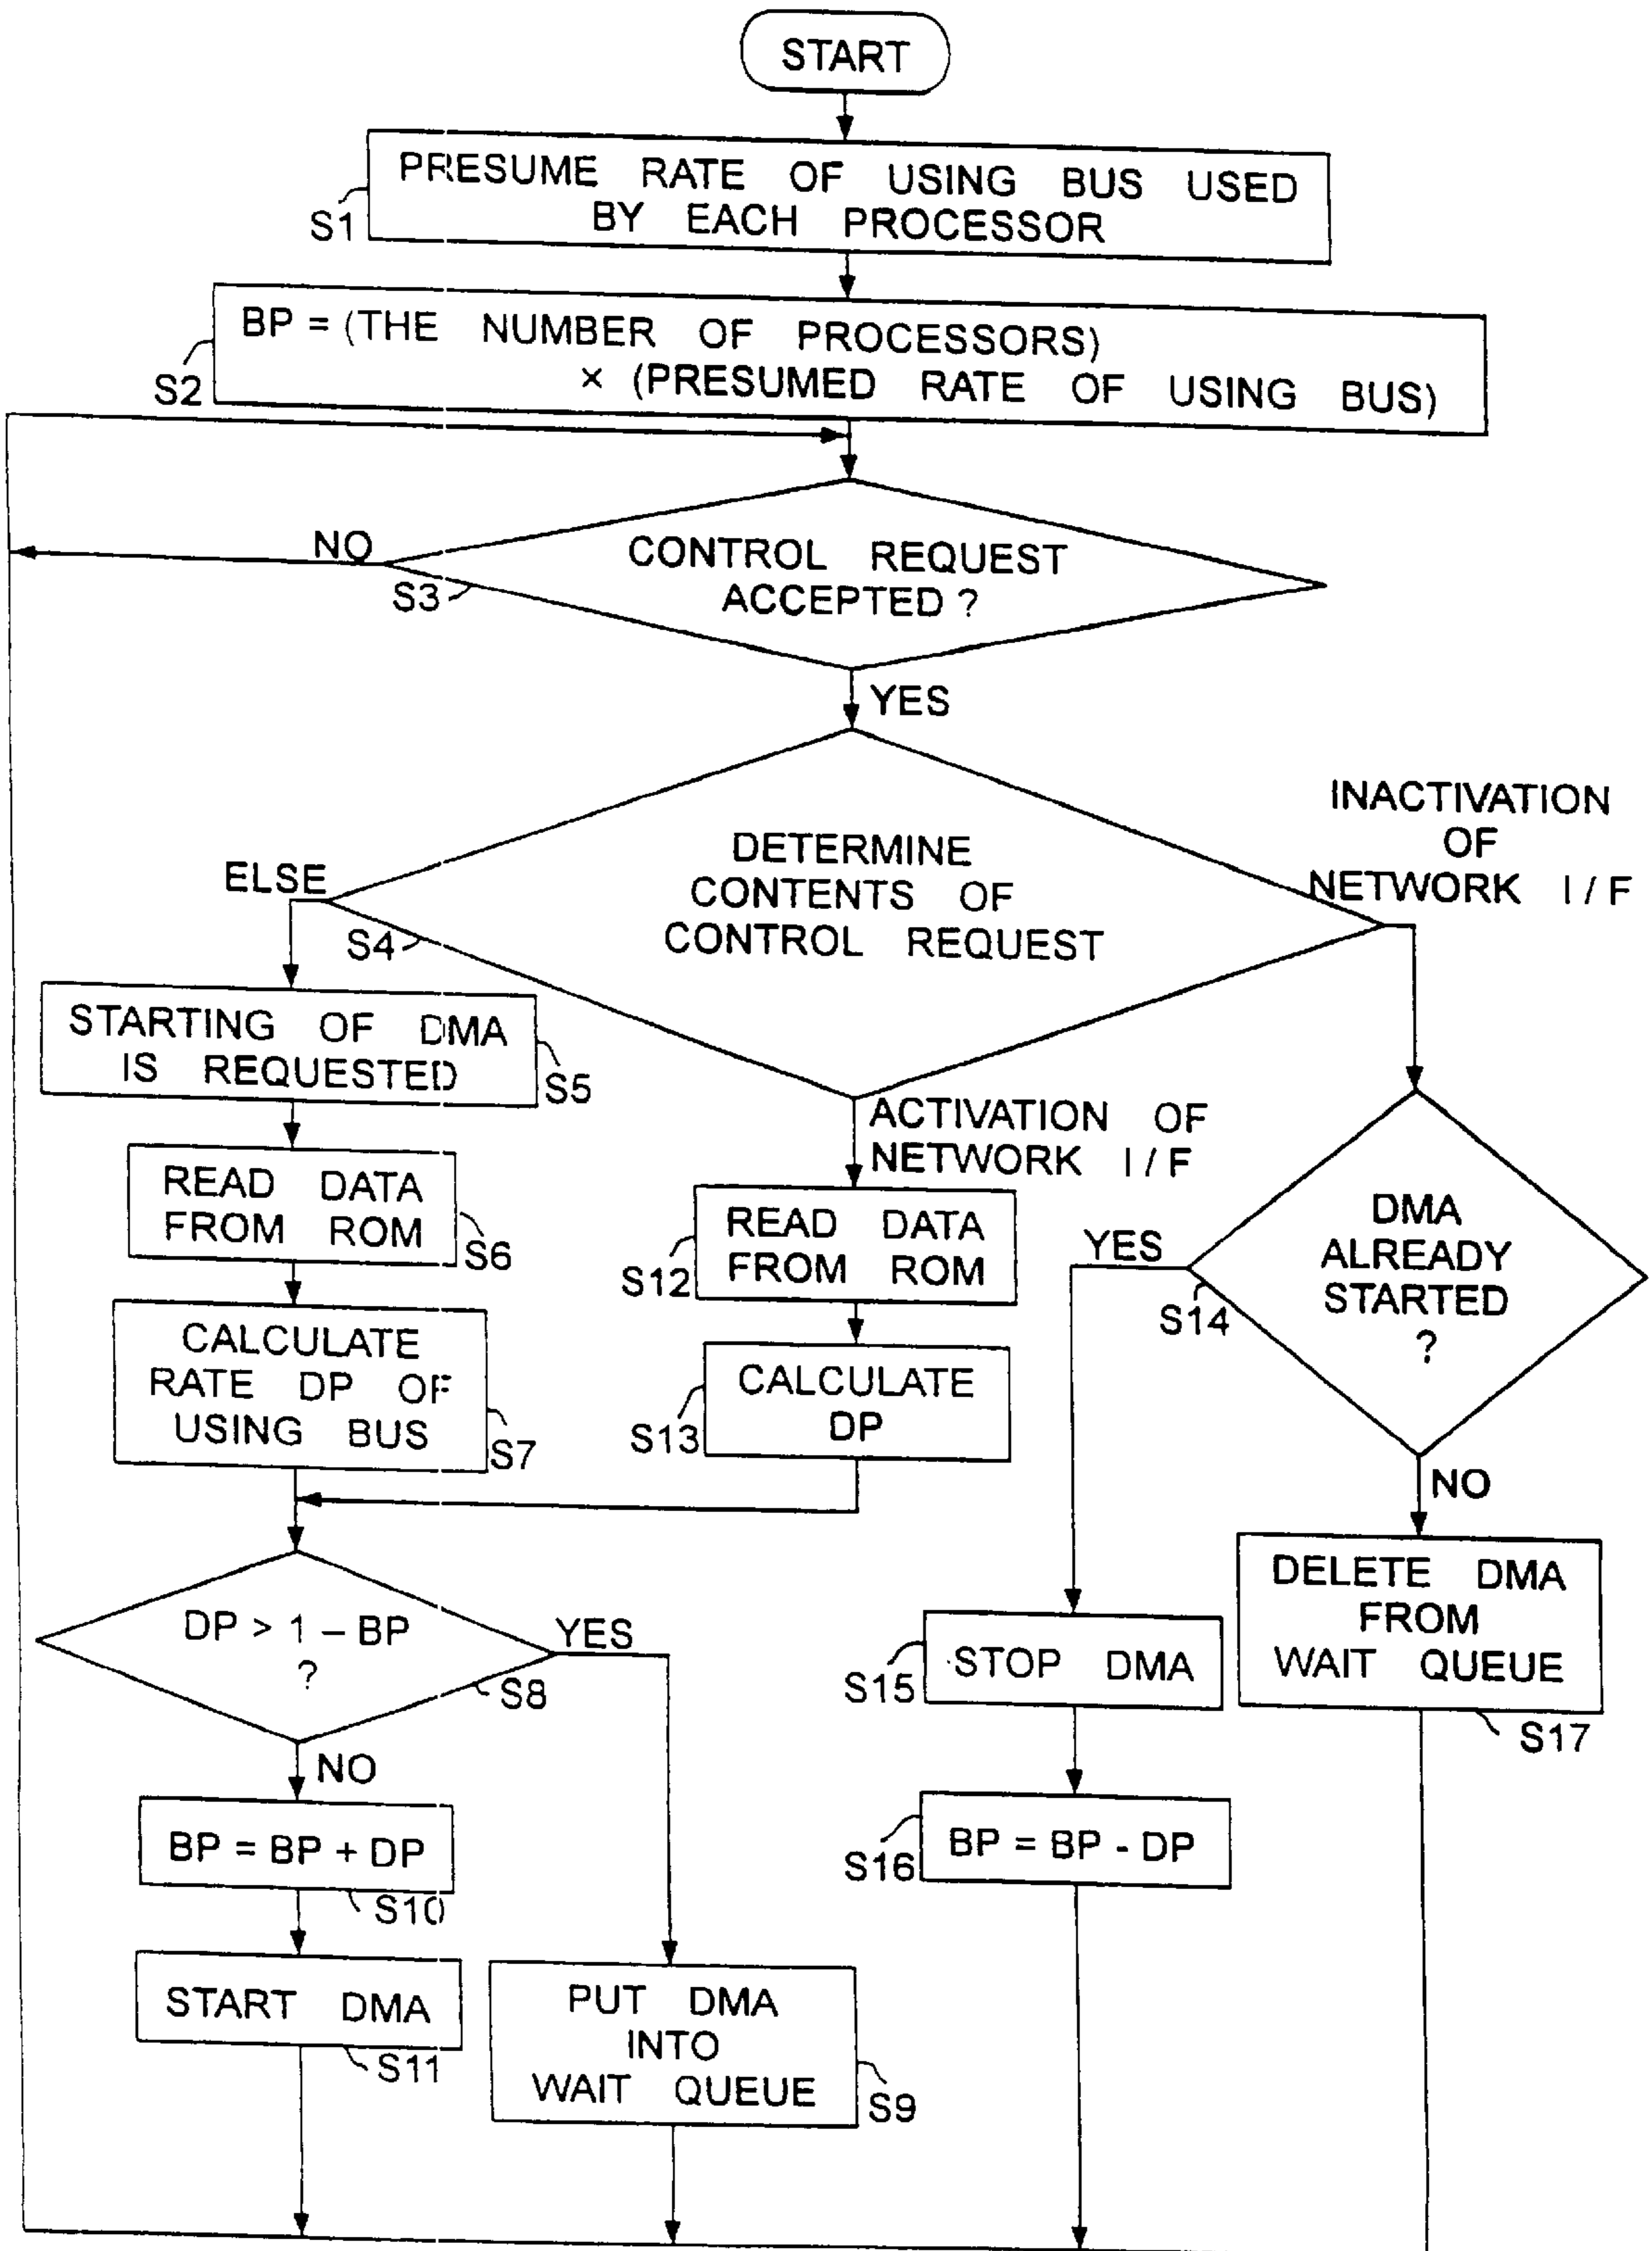 START
PRESUME RATE OF USING BUS USED
BY EACH PROCESSOR
S1
BP = (THE NUMBER OF PROCESSORS)
× (PRESUMED RATE OF USING BUS)
S2
NO
CONTROL REQUEST
ACCEPTED ?
S3
YES
DETERMINE
CONTENTS OF
CONTROL REQUEST
S4
ELSE
INACTIVATION
OF
NETWORK I / F
STARTING OF DMA
IS REQUESTED
S5
ACTIVATION OF
NETWORK I / F
READ DATA
FROM ROM
S6
READ DATA
FROM ROM
S12
DMA
ALREADY
STARTED
?
YES
S14
CALCULATE
RATE DP OF
USING BUS
S7
CALCULATE
DP
S13
NO
DELETE DMA
FROM
WAIT QUEUE
S17
DP > 1 – BP
?
YES
S8
STOP DMA
S15
NO
BP = BP + DP
S10
BP = BP - DP
S16
START DMA
S11
PUT DMA
INTO
WAIT QUEUE
S9